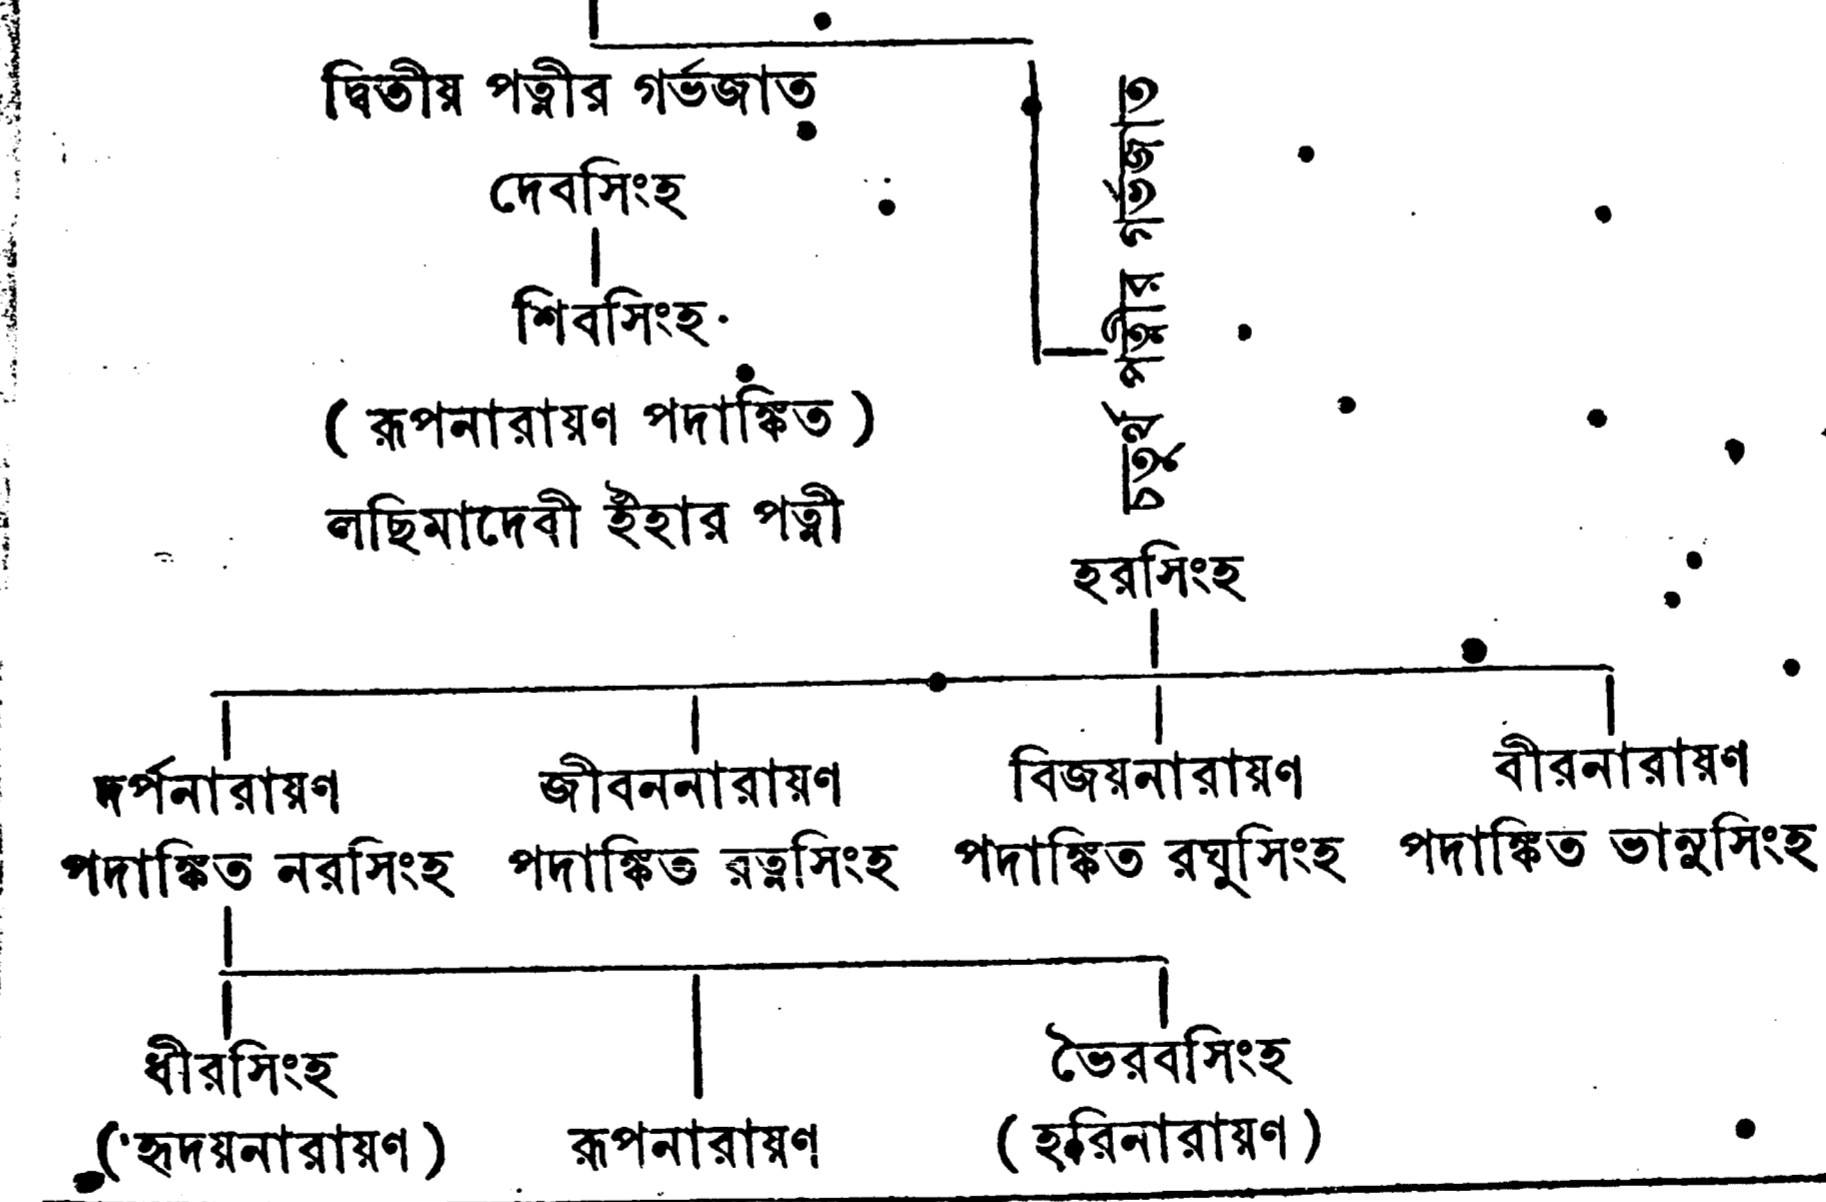 দ্বিতীয় পত্নীর গর্ভজাত
দেবসিংহ
শিবসিংহ
( রূপনারায়ণ পদাঙ্কিত )
লছিমাদেবী ইঁহার পত্নী
চতুর্থ পত্নীর গর্ভজাত
হরসিংহ
দর্পনারায়ণ জীবননারায়ণ বিজয়নারায়ণ বীরনারায়ণ
পদাঙ্কিত নরসিংহ পদাঙ্কিত রত্নসিংহ পদাঙ্কিত রঘুসিংহ পদাঙ্কিত ভানুসিংহ
ধীরসিংহ ভৈরবসিংহ
( হৃদয়নারায়ণ ) রূপনারায়ণ ( হরিনারায়ণ )